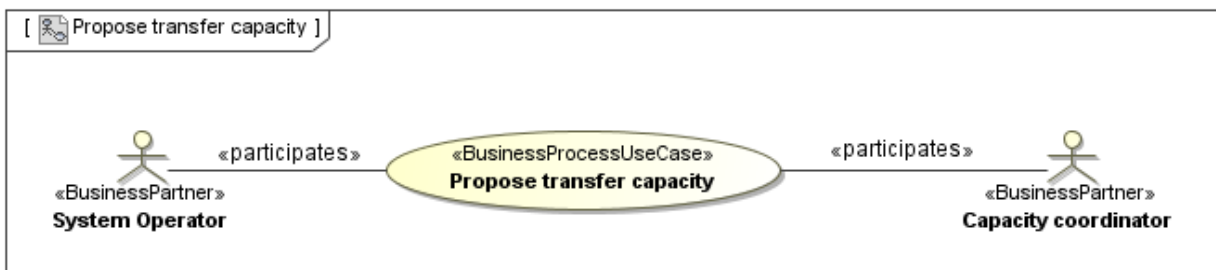 [ Propose transfer capacity ]
«participates»
«BusinessProcessUseCase»
Propose transfer capacity
«participates»
«BusinessPartner»
System Operator
«BusinessPartner»
Capacity coordinator